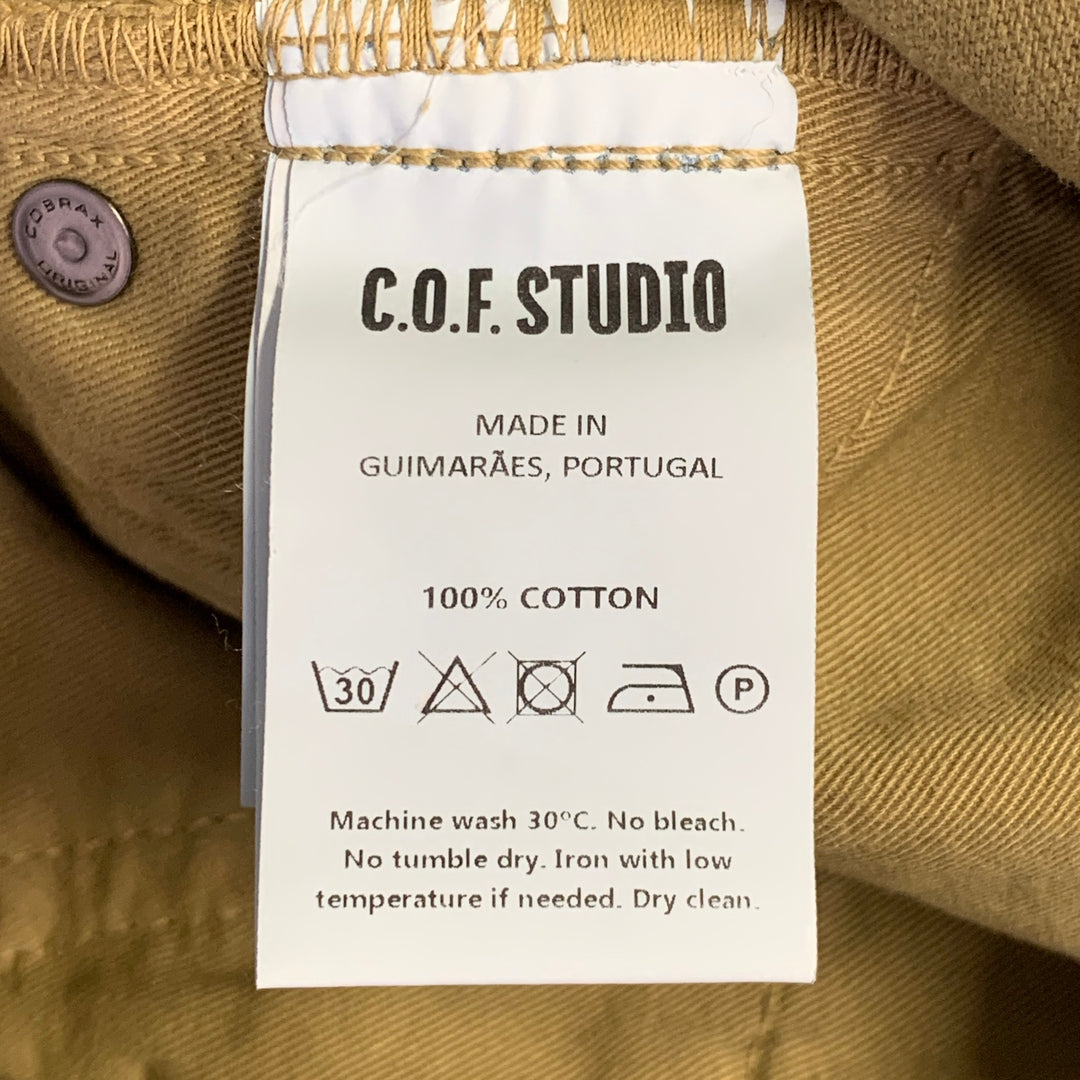 COBRAX
ORIGINAL
C.O.F. STUDIO
MADE IN
GUIMARÃES, PORTUGAL
100% COTTON
30
P
Machine wash 30°C. No bleach.
No tumble dry. Iron with low
temperature if needed. Dry clean.